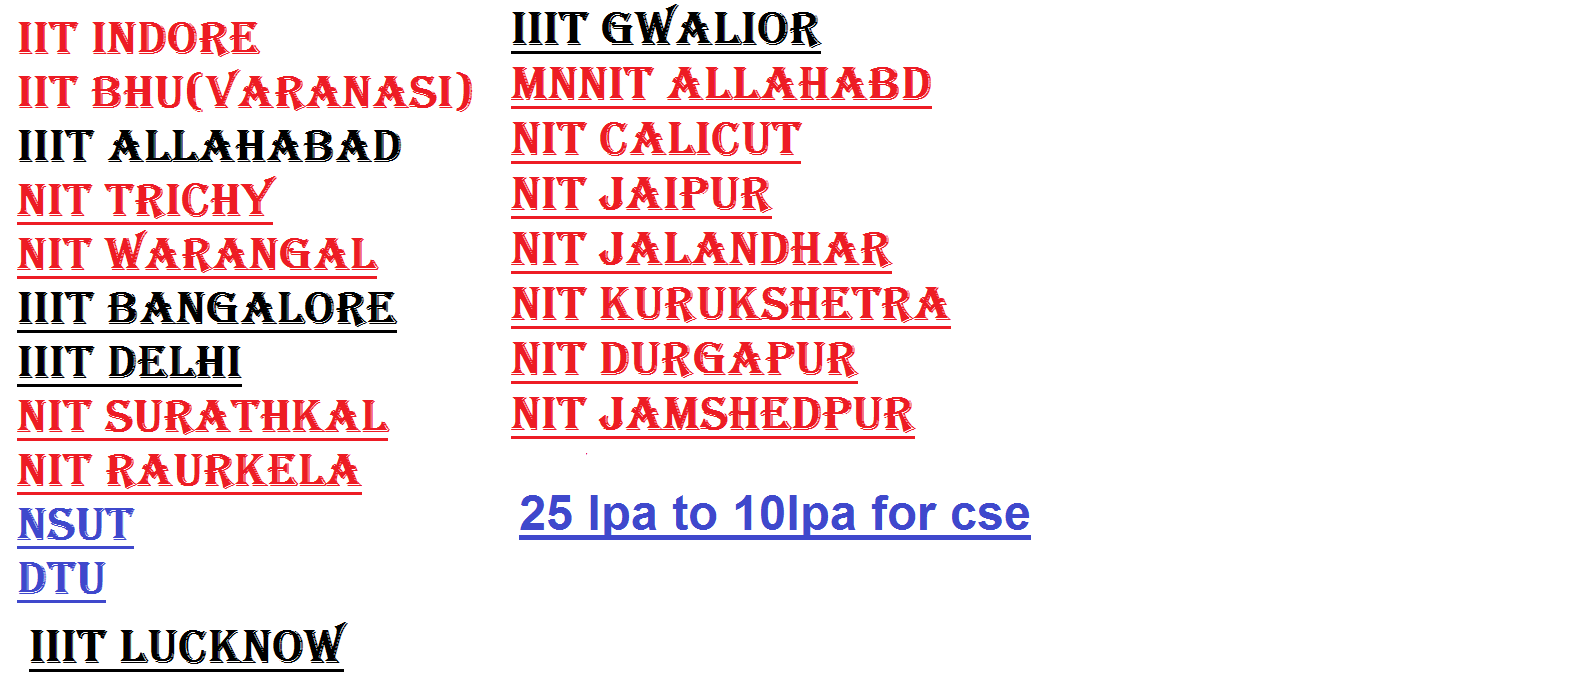 IIT INDORE
IIT BHU(VARANASI)
IIIT ALLAHABAD
NIT TRICHY
NIT WARANGAL
IIIT BANGALORE
IIIT DELHI
NIT SURATHKAL
NIT RAURKELA
NSUT
DTU
IIIT LUCKNOW
IIIT GWALIOR
MNNIT ALLAHABD
NIT CALICUT
NIT JAIPUR
NIT JALANDHAR
NIT KURUKSHETRA
NIT DURGAPUR
NIT JAMSHEDPUR
25 lpa to 10lpa for cse